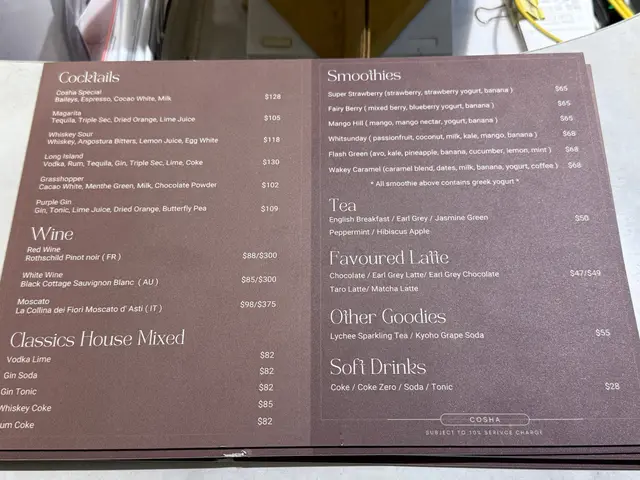 Cocktails
Cosha Special
Baileys, Espresso, Cocao White, Milk $128
Magarita
Tequila, Triple Sec, Dried Orange, Lime Juice $105
Whiskey Sour
Whiskey, Angostura Bitters, Lemon Juice, Egg White $118
Long Island
Vodka, Rum, Tequila, Gin, Triple Sec, Lime, Coke $130
Grasshopper
Cacao White, Menthe Green, Milk, Chocolate Powder $102
Purple Gin
Gin, Tonic, Lime Juice, Dried Orange, Butterfly Pea $109
Wine
Red Wine
Rothschild Pinot noir ( FR ) $88/$300
White Wine
Black Cottage Sauvignon Blanc ( AU ) $85/$300
Moscato
La Collina dei Fiori Moscato d' Asti ( IT ) $98/$375
Classics House Mixed
Vodka Lime $82
Gin Soda $82
Gin Tonic $82
Whiskey Coke $85
um Coke $82
Smoothies
Super Strawberry (strawberry, strawberry yogurt, banana ) $65
Fairy Berry ( mixed berry, blueberry yogurt, banana ) $65
Mango Hill ( mango, mango nectar, yogurt, banana ) $65
Whitsunday ( passionfruit, coconut, milk, kale, mango, banana ) $68
Flash Green (avo, kale, pineapple, banana, cucumber, lemon, mint ) $68
Wakey Caramel (caramel blend, dates, milk, banana, yogurt, coffee ) $68
* All smoothie above contains greek yogurt *
Tea
English Breakfast / Earl Grey / Jasmine Green $50
Peppermint / Hibiscus Apple
Favoured Latte
Chocolate / Earl Grey Latte/ Earl Grey Chocolate $47/$49
Taro Latte/ Matcha Latte
Other Goodies
Lychee Sparkling Tea / Kyoho Grape Soda $55
Soft Drinks
Coke / Coke Zero / Soda / Tonic $28
COSHA
SUBJECT TO 10% SERIVCE CHARGE